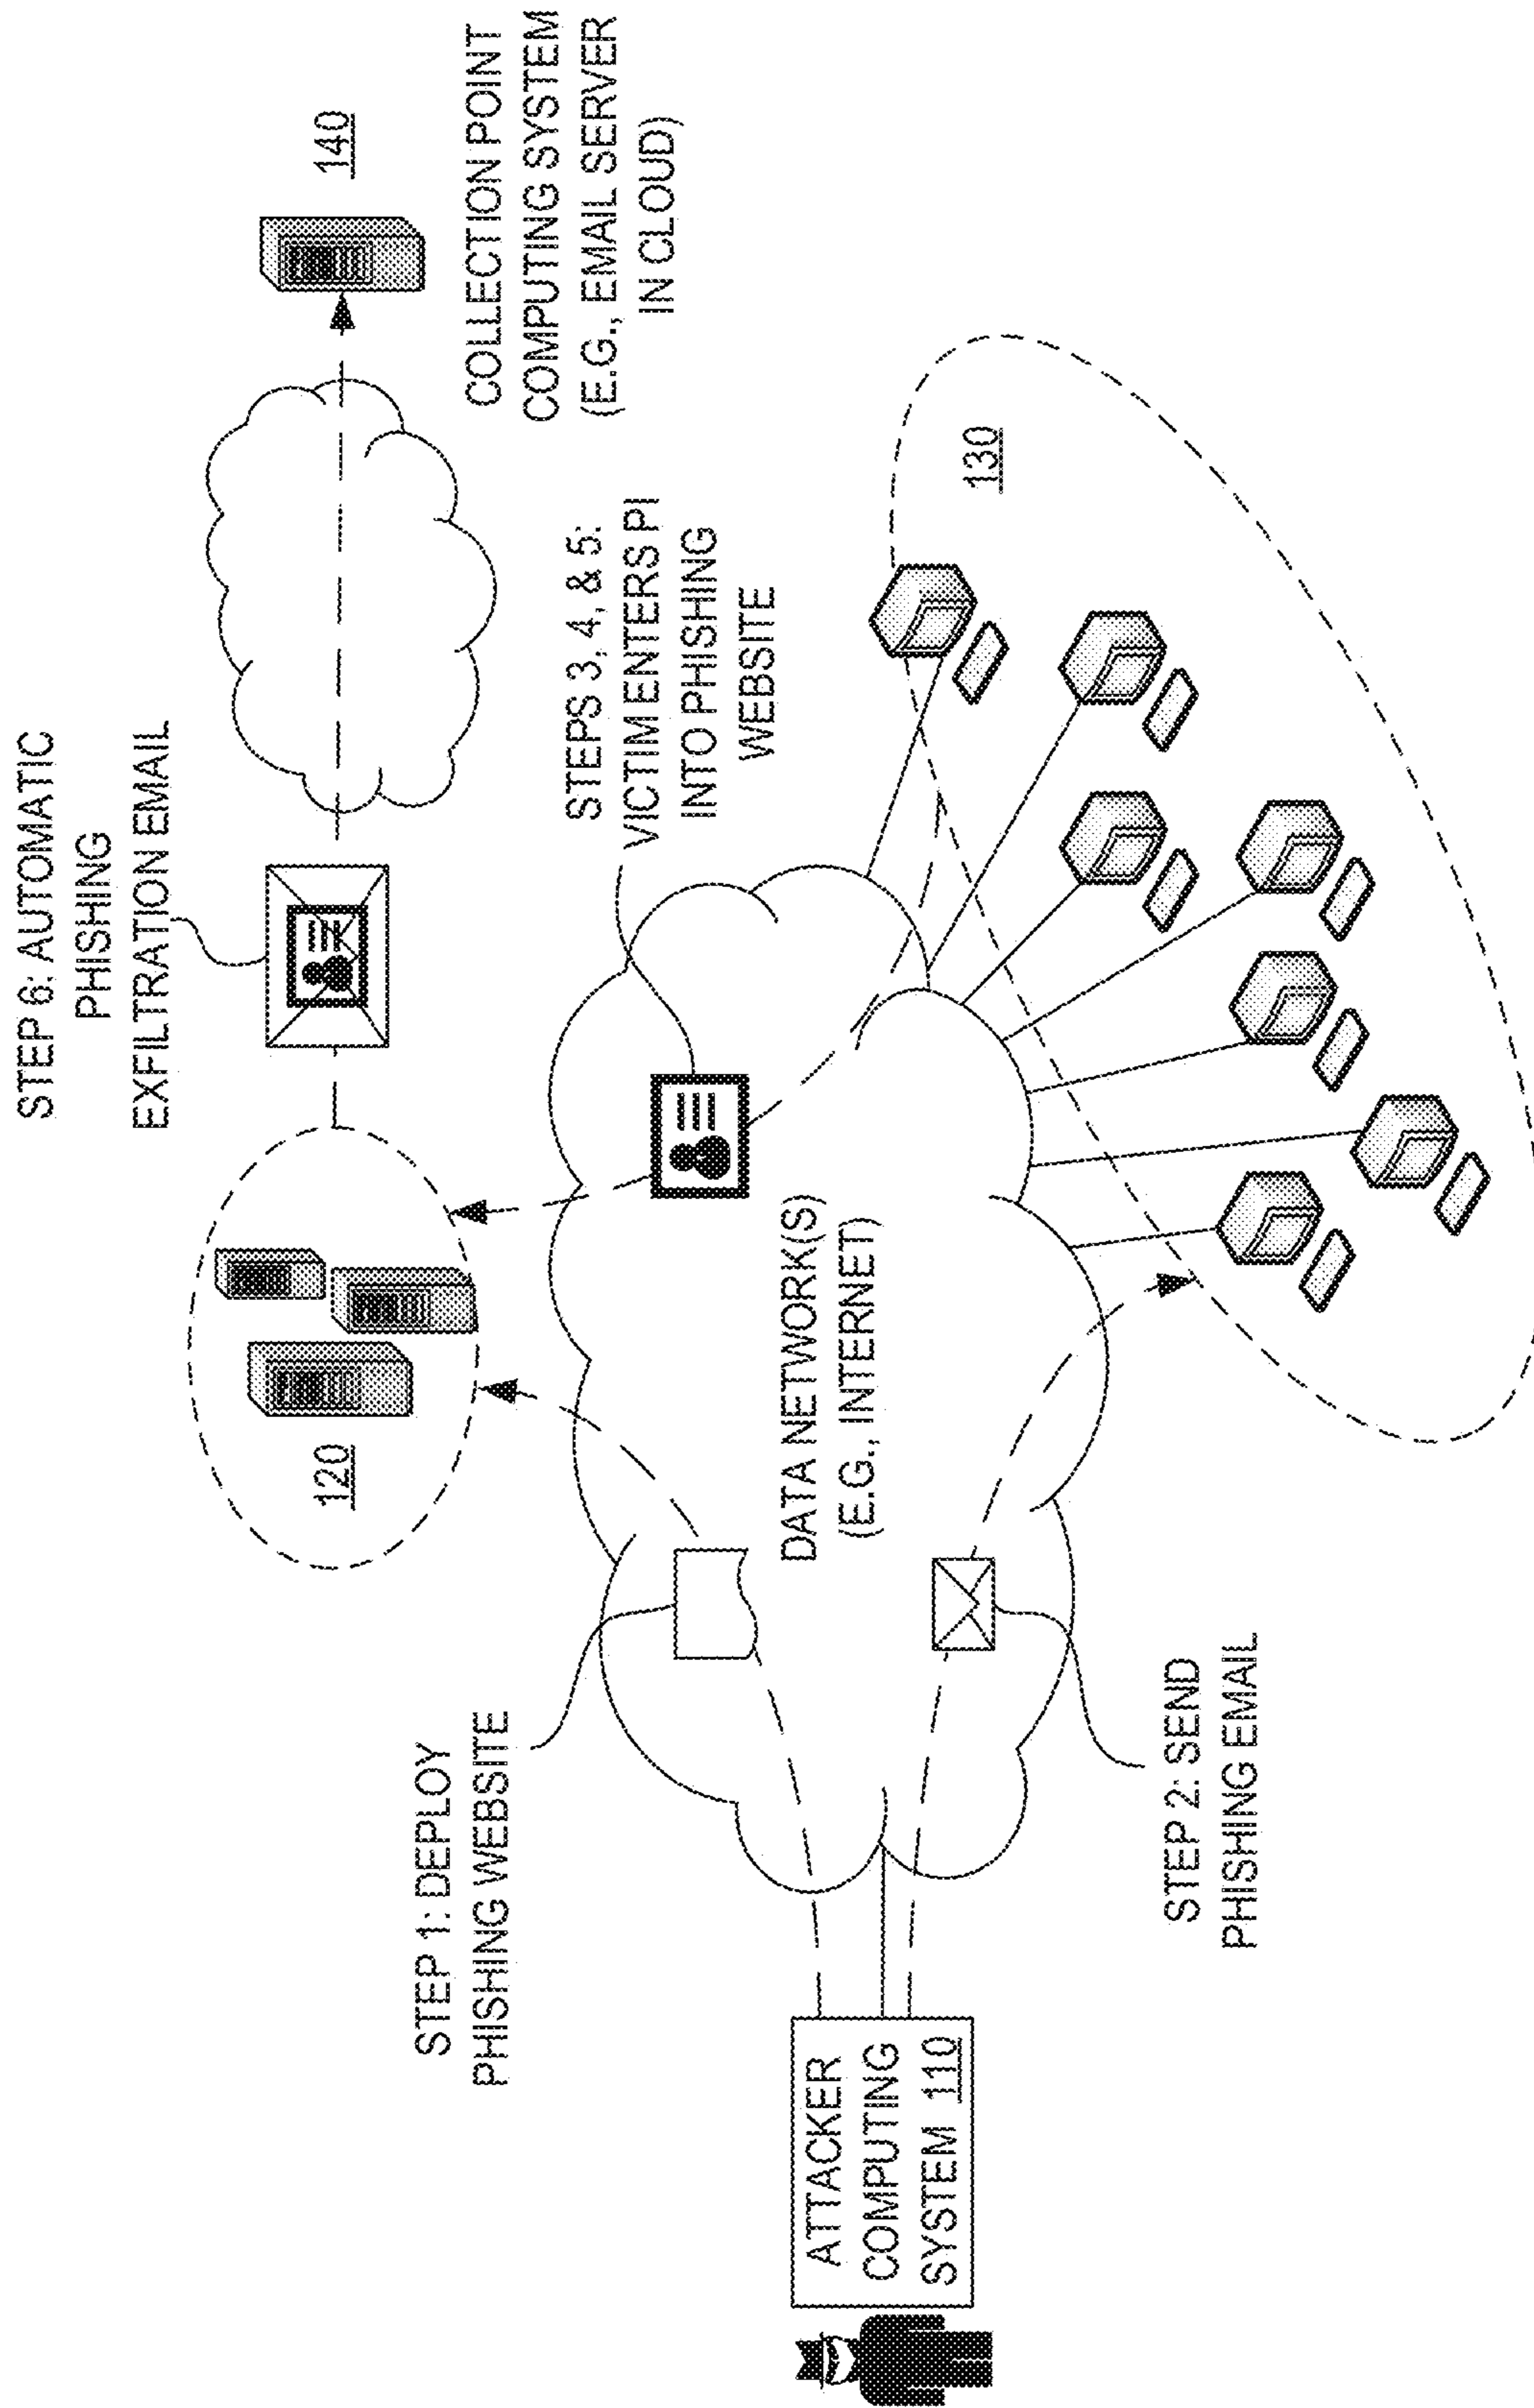 STEP 6: AUTOMATIC
PHISHING
EXFILTRATION EMAIL
140
COLLECTION POINT
COMPUTING SYSTEM
(E.G., EMAIL SERVER
IN CLOUD)
120
STEP 1: DEPLOY
PHISHING WEBSITE
STEPS 3, 4, & 5:
VICTIM ENTERS PI
INTO PHISHING
WEBSITE
DATA NETWORK(S)
(E.G., INTERNET)
130
ATTACKER
COMPUTING
SYSTEM 110
STEP 2: SEND
PHISHING EMAIL